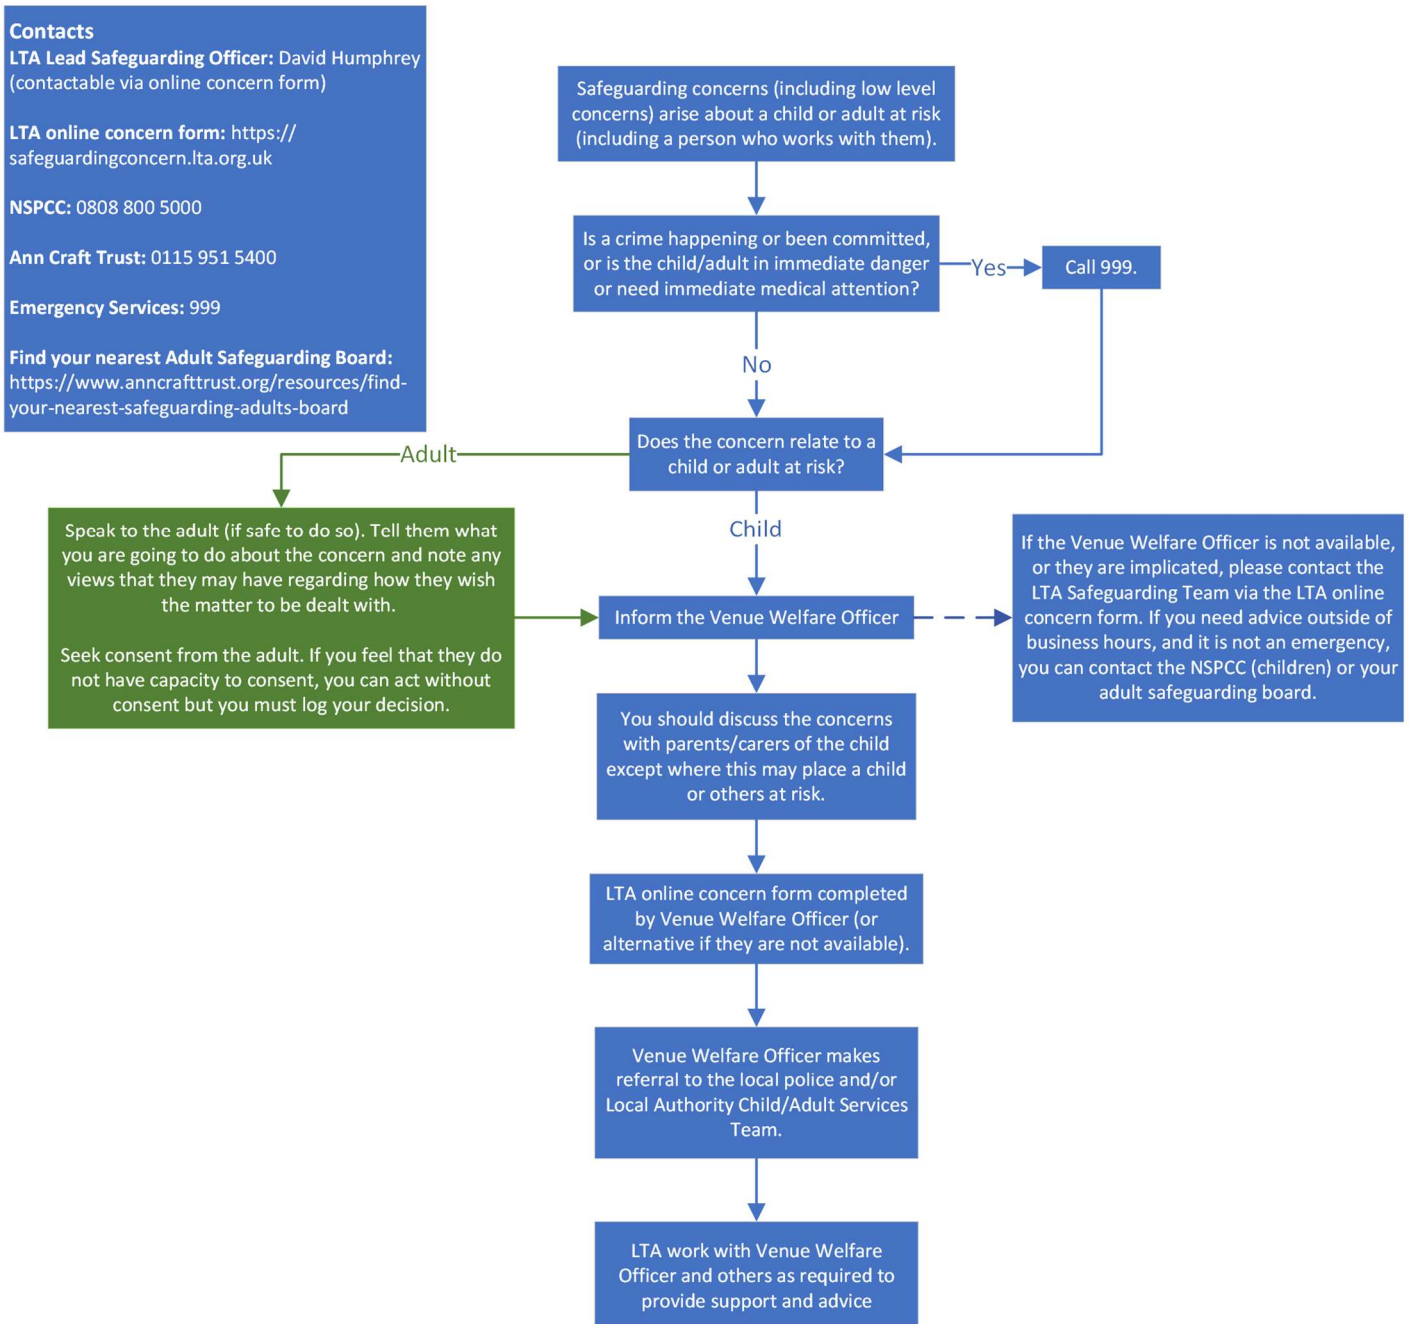 Contacts
LTA Lead Safeguarding Officer: David Humphrey
(contactable via online concern form)
LTA online concern form: https://
safeguardingconcern.lta.org.uk
NSPCC: 0808 800 5000
Ann Craft Trust: 0115 951 5400
Emergency Services: 999
Find your nearest Adult Safeguarding Board:
https://www.anncrafttrust.org/resources/find-
your-nearest-safeguarding-adults-board
Safeguarding concerns (including low level
concerns) arise about a child or adult at risk
(including a person who works with them).
Is a crime happening or been committed,
or is the child/adult in immediate danger
or need immediate medical attention?
Yes
Call 999.
No
Does the concern relate to a
child or adult at risk?
Adult
Speak to the adult (if safe to do so). Tell them what
you are going to do about the concern and note any
views that they may have regarding how they wish
the matter to be dealt with.
Seek consent from the adult. If you feel that they do
not have capacity to consent, you can act without
consent but you must log your decision.
Child
Inform the Venue Welfare Officer
If the Venue Welfare Officer is not available,
or they are implicated, please contact the
LTA Safeguarding Team via the LTA online
concern form. If you need advice outside of
business hours, and it is not an emergency,
you can contact the NSPCC (children) or your
adult safeguarding board.
You should discuss the concerns
with parents/carers of the child
except where this may place a child
or others at risk.
LTA online concern form completed
by Venue Welfare Officer (or
alternative if they are not available).
Venue Welfare Officer makes
referral to the local police and/or
Local Authority Child/Adult Services
Team.
LTA work with Venue Welfare
Officer and others as required to
provide support and advice